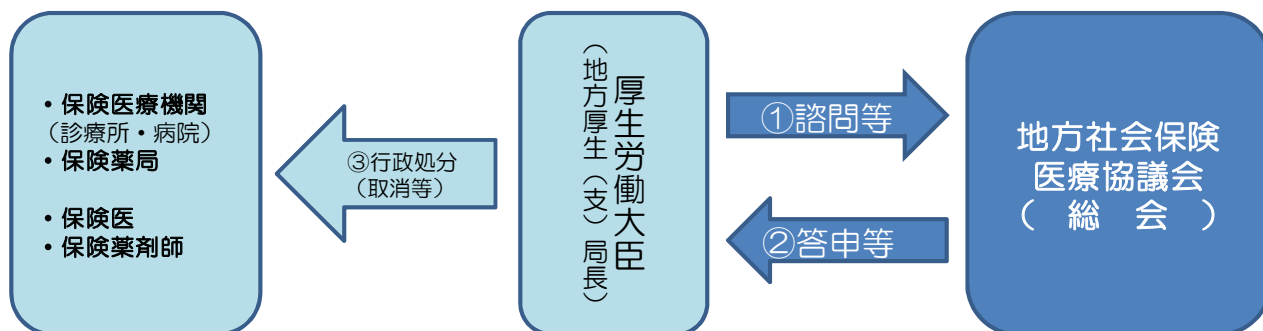 ・保険医療機関
（診療所・病院）
・保険薬局
・保険医
・保険薬剤師
③行政処分
（取消等）
厚生労働大臣
（地方厚生（支）局長）
①諮問等
②答申等
地方社会保険
医療協議会
（　総　会　）